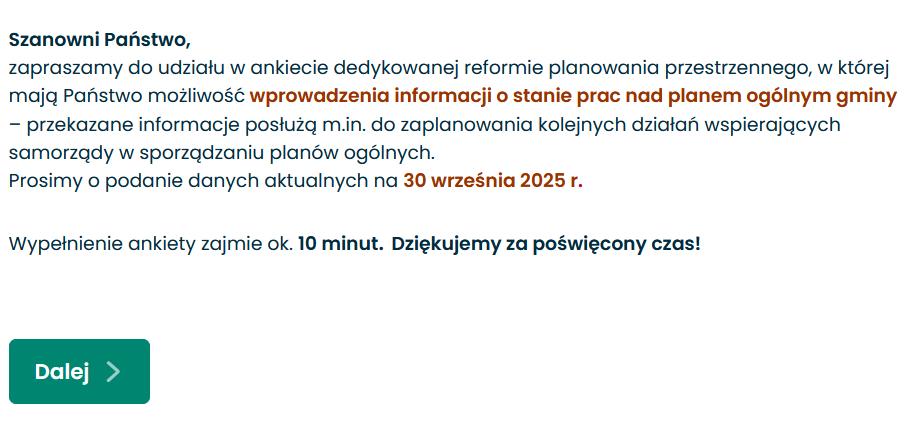 Szanowni Państwo,
zapraszamy do udziału w ankiecie dedykowanej reformie planowania przestrzennego, w której
mają Państwo możliwość wprowadzenia informacji o stanie prac nad planem ogólnym gminy
– przekazane informacje posłużą m.in. do zaplanowania kolejnych działań wspierających
samorządy w sporządzaniu planów ogólnych.
Prosimy o podanie danych aktualnych na 30 września 2025 r.
Wypełnienie ankiety zajmie ok. 10 minut. Dziękujemy za poświęcony czas!
Dalej